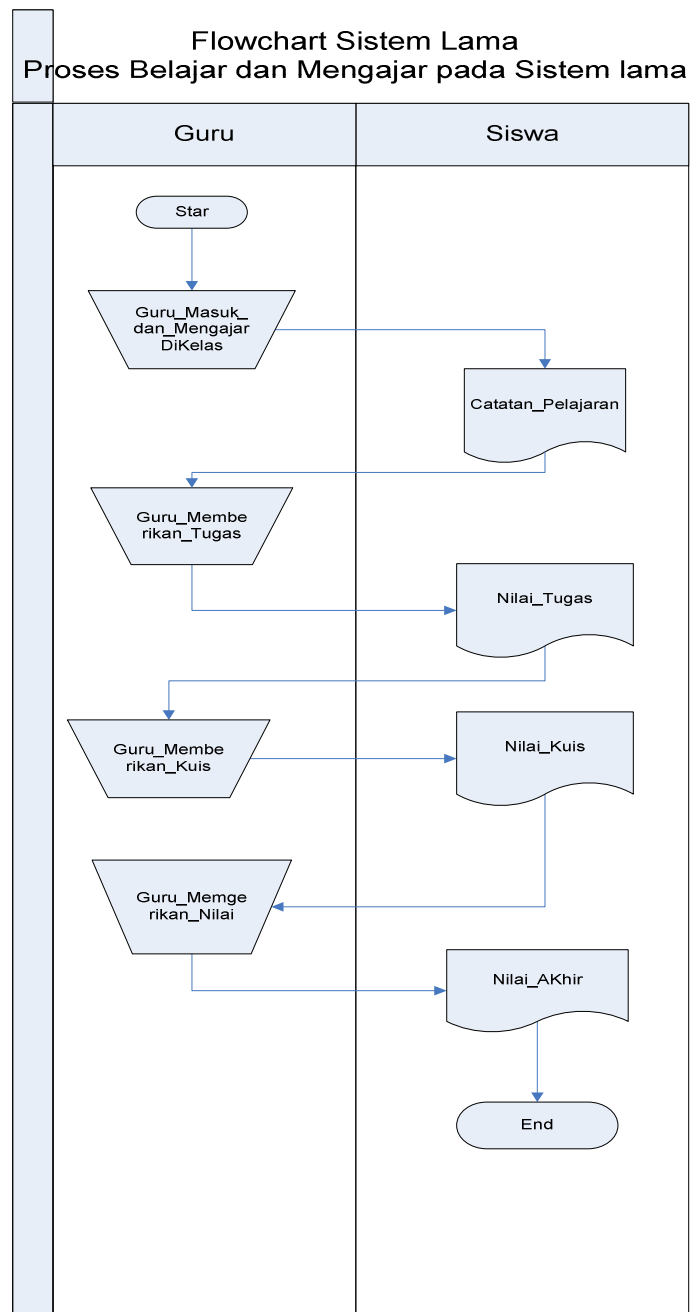 Flowchart Sistem Lama
Proses Belajar dan Mengajar pada Sistem lama
Guru
Siswa
Star
Guru_Masuk_
dan_Mengajar
DiKelas
Catatan_Pelajaran
Guru_Membe
rikan_Tugas
Nilai_Tugas
Guru_Membe
rikan_Kuis
Nilai_Kuis
Guru_Memge
rikan_Nilai
Nilai_AKhir
End